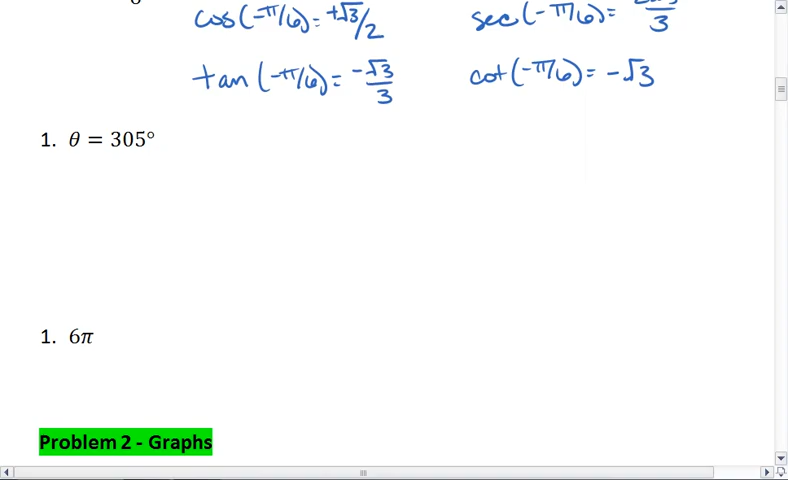 cos(-π/6) = +√3/2 sec(-π/6) = 3
tan(-π/6) = -√3/3 cot(-π/6) = -√3
1. θ = 305°
1. 6π
Problem 2 - Graphs